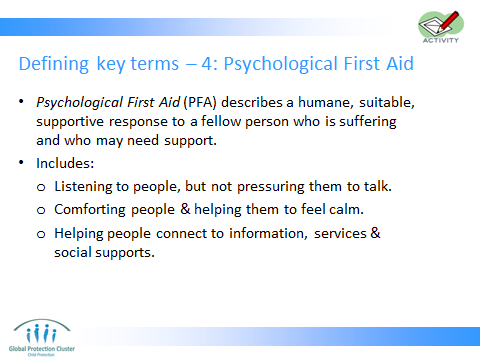 ACTIVITY
Defining key terms – 4: Psychological First Aid
• Psychological First Aid (PFA) describes a humane, suitable,
supportive response to a fellow person who is suffering
and who may need support.
• Includes:
o Listening to people, but not pressuring them to talk.
o Comforting people & helping them to feel calm.
o Helping people connect to information, services &
social supports.
Global Protection Cluster
Child Protection